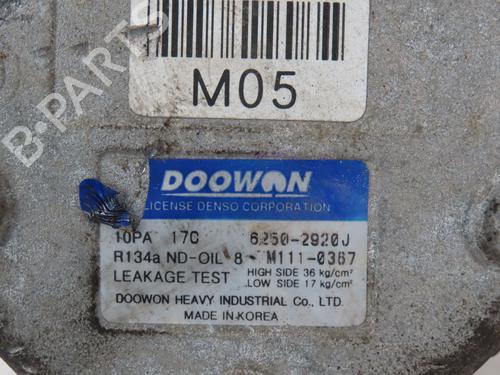 B-PARTS
M05
DOOWON
LICENSE DENSO CORPORATION
10PA 17C 6250-2920J
R134a ND-OIL 8 M111-0367
LEAKAGE TEST HIGH SIDE 36 kg/cm²
LOW SIDE 17 kg/cm²
DOOWON HEAVY INDUSTRIAL Co., LTD.
MADE IN KOREA